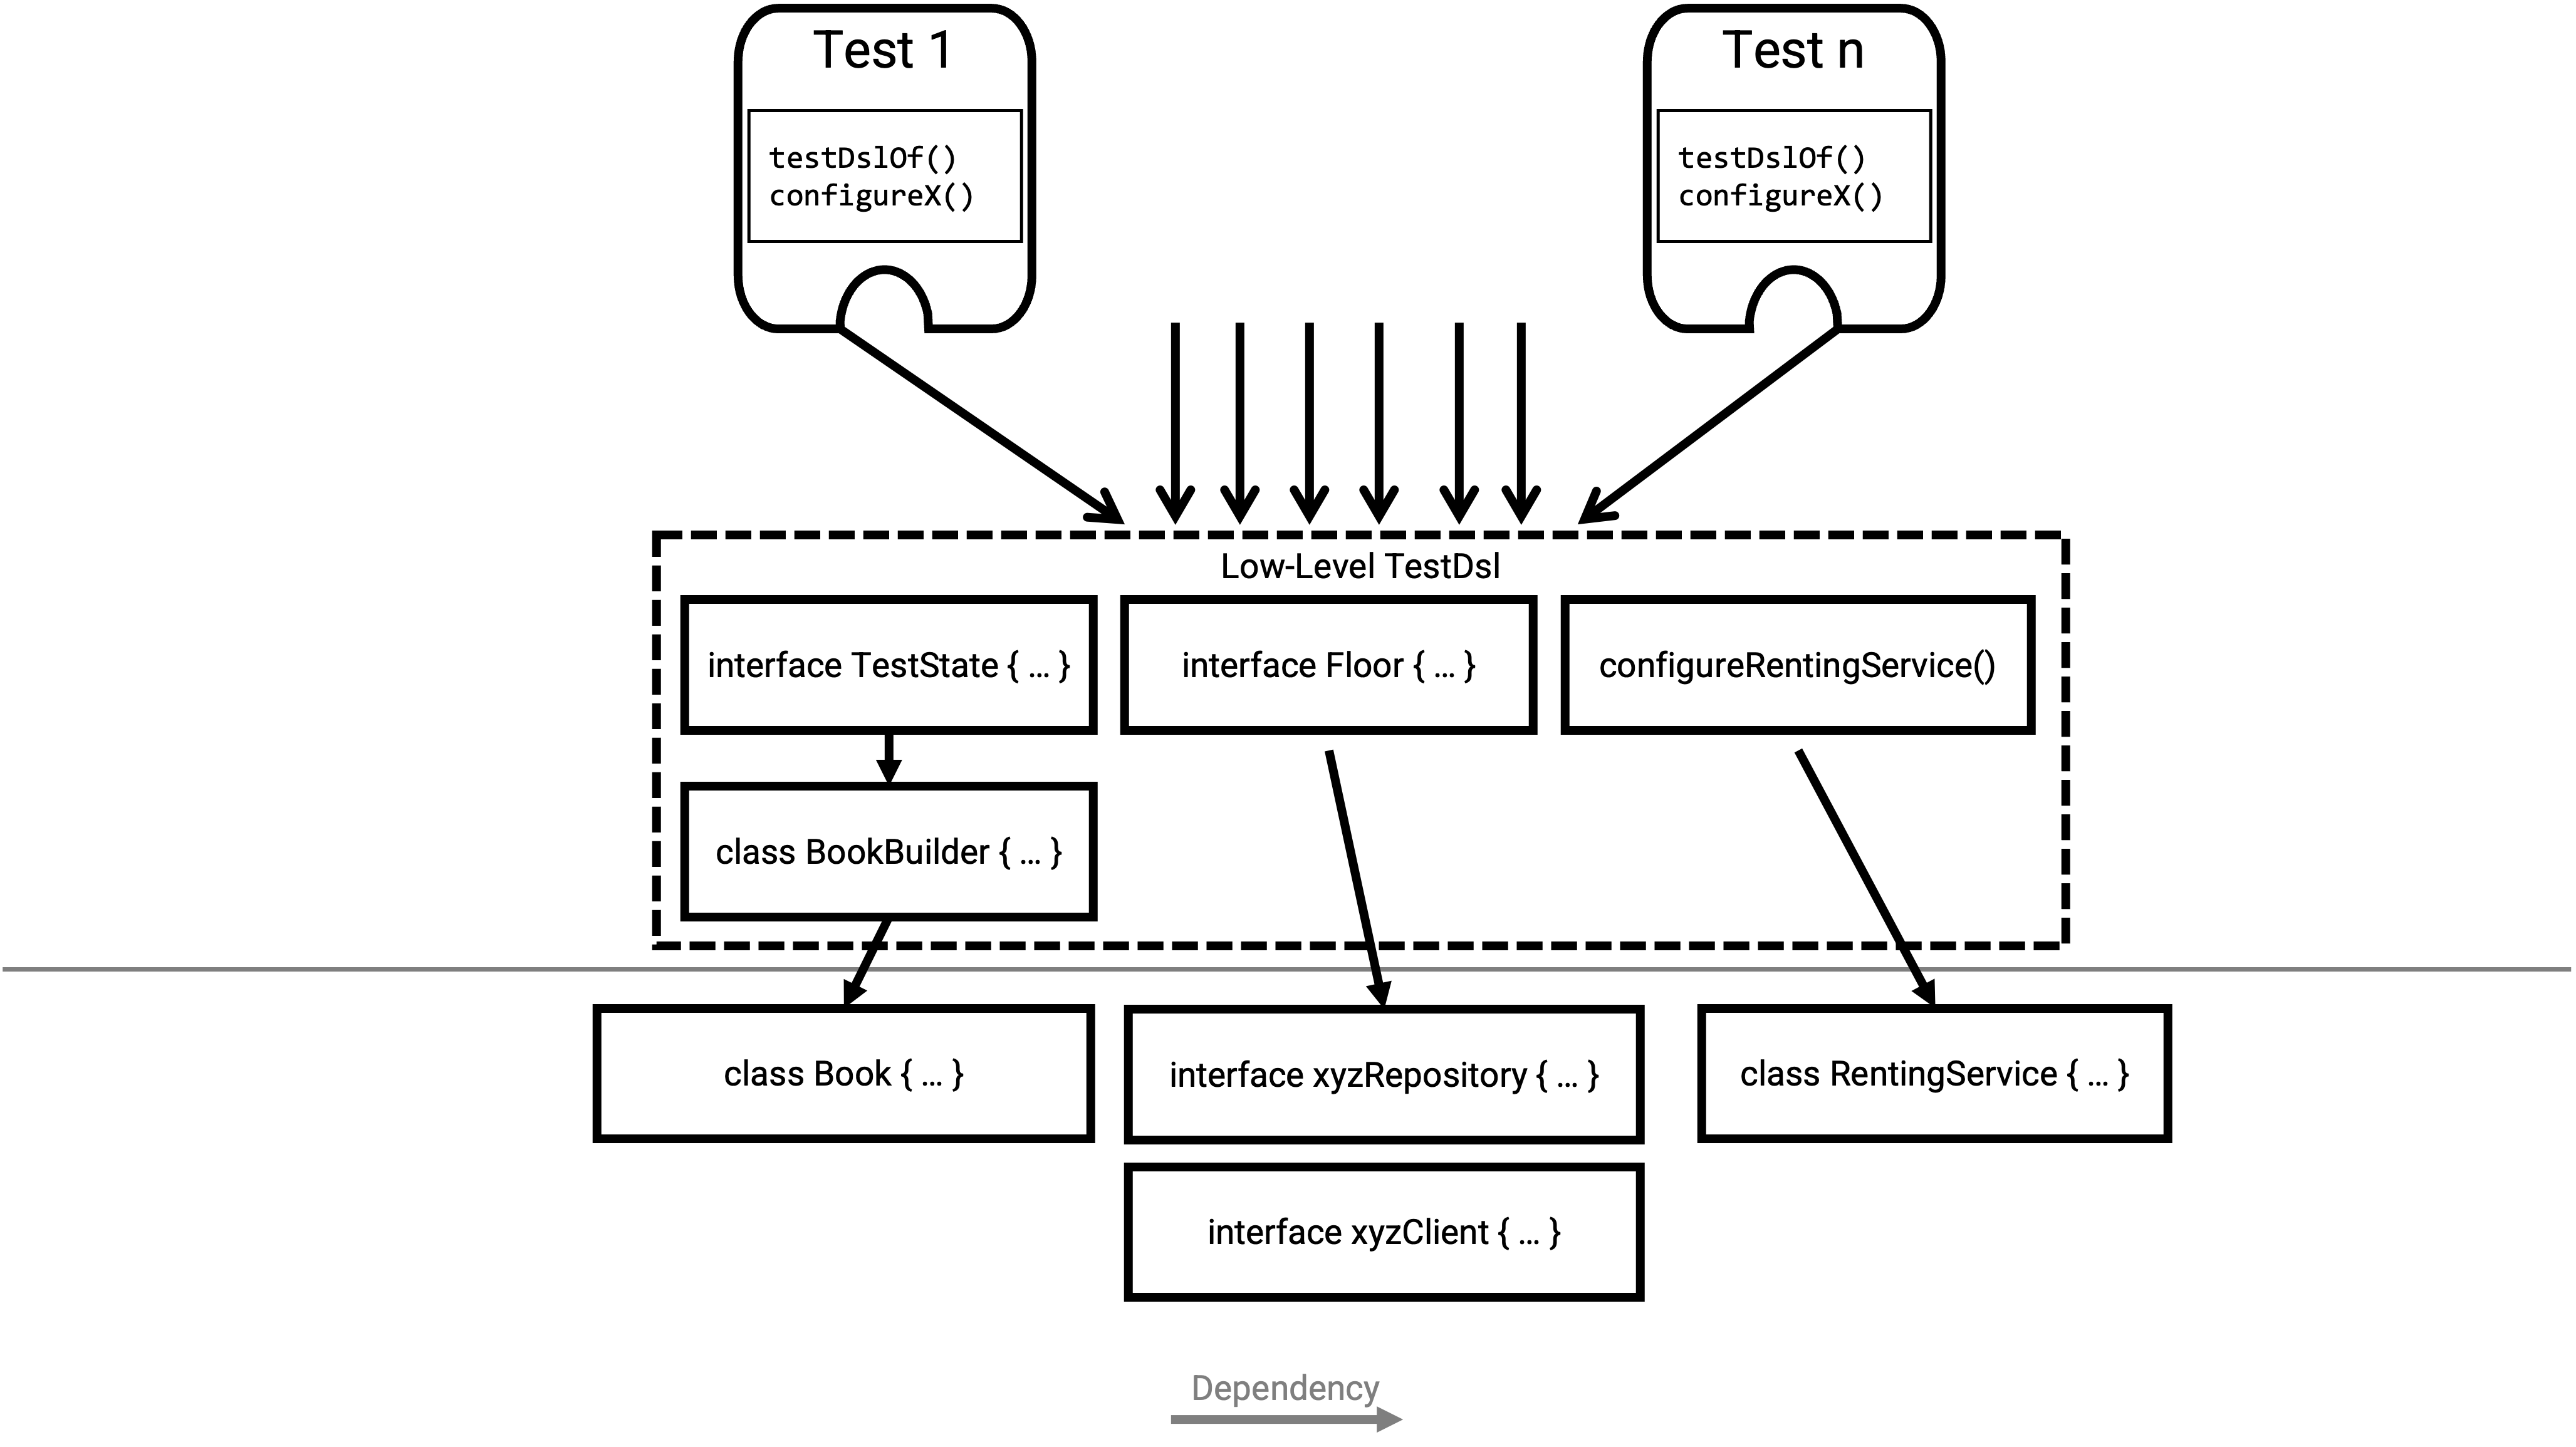 Test 1
testDslOf()
configureX()
Test n
testDslOf()
configureX()
Low-Level TestDsl
interface TestState { ... }
interface Floor { ... }
configureRentingService()
class BookBuilder { ... }
class Book { ... }
interface xyzRepository { ... }
class RentingService { ... }
interface xyzClient { ... }
Dependency